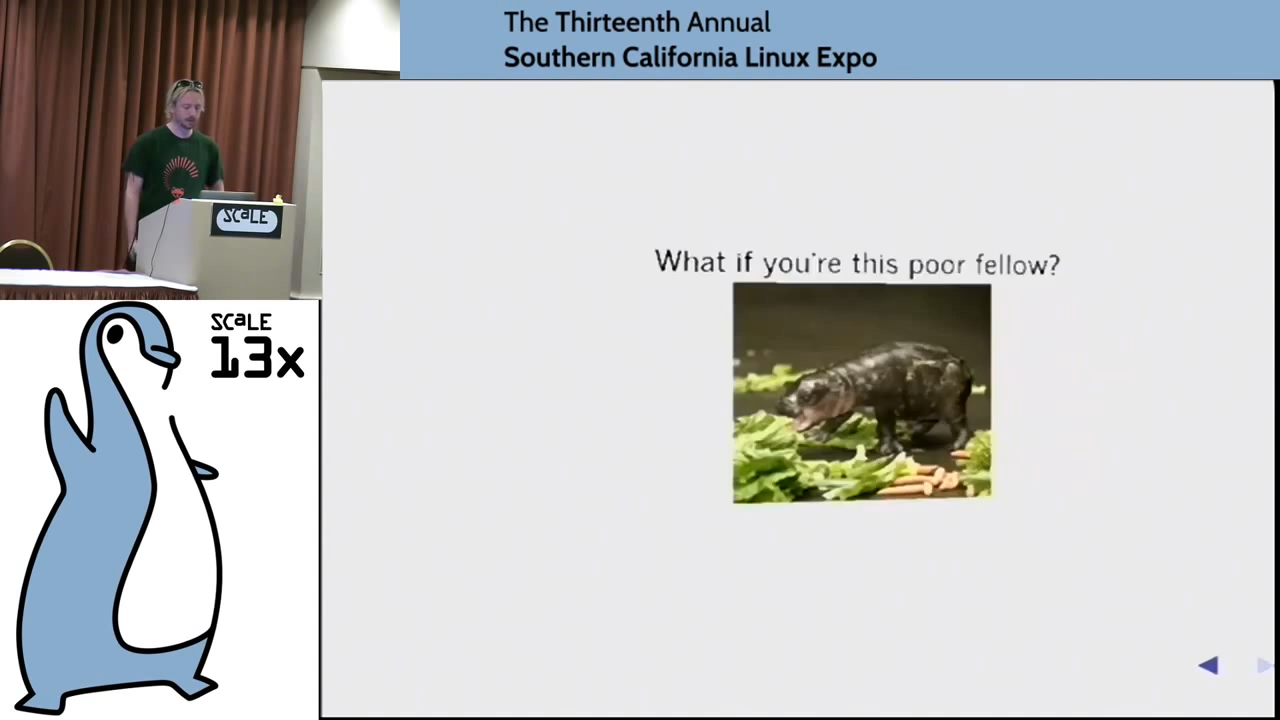 The Thirteenth Annual
Southern California Linux Expo
SCaLE
What if you're this poor fellow?
SCaLE
13x